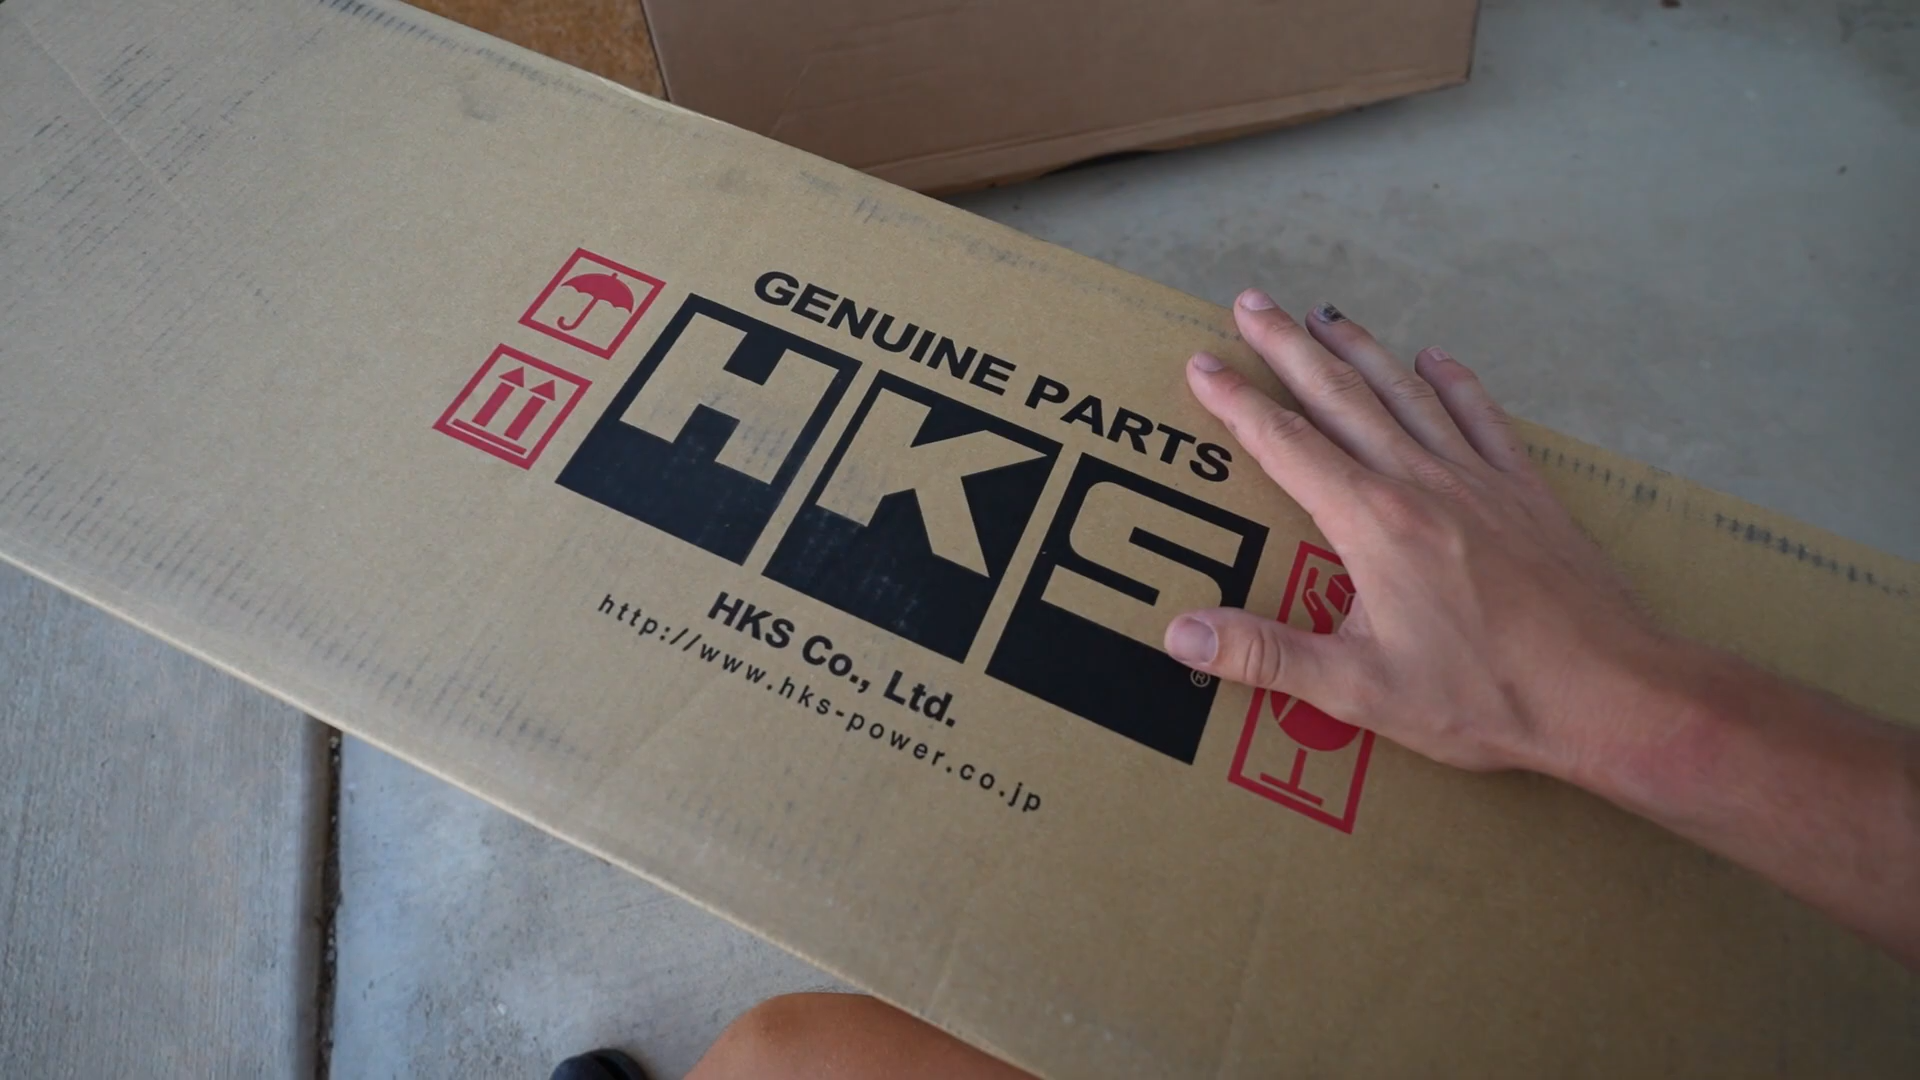 GENUINE PARTS
HKS
®
HKS Co., Ltd.
http://www.hks-power.co.jp